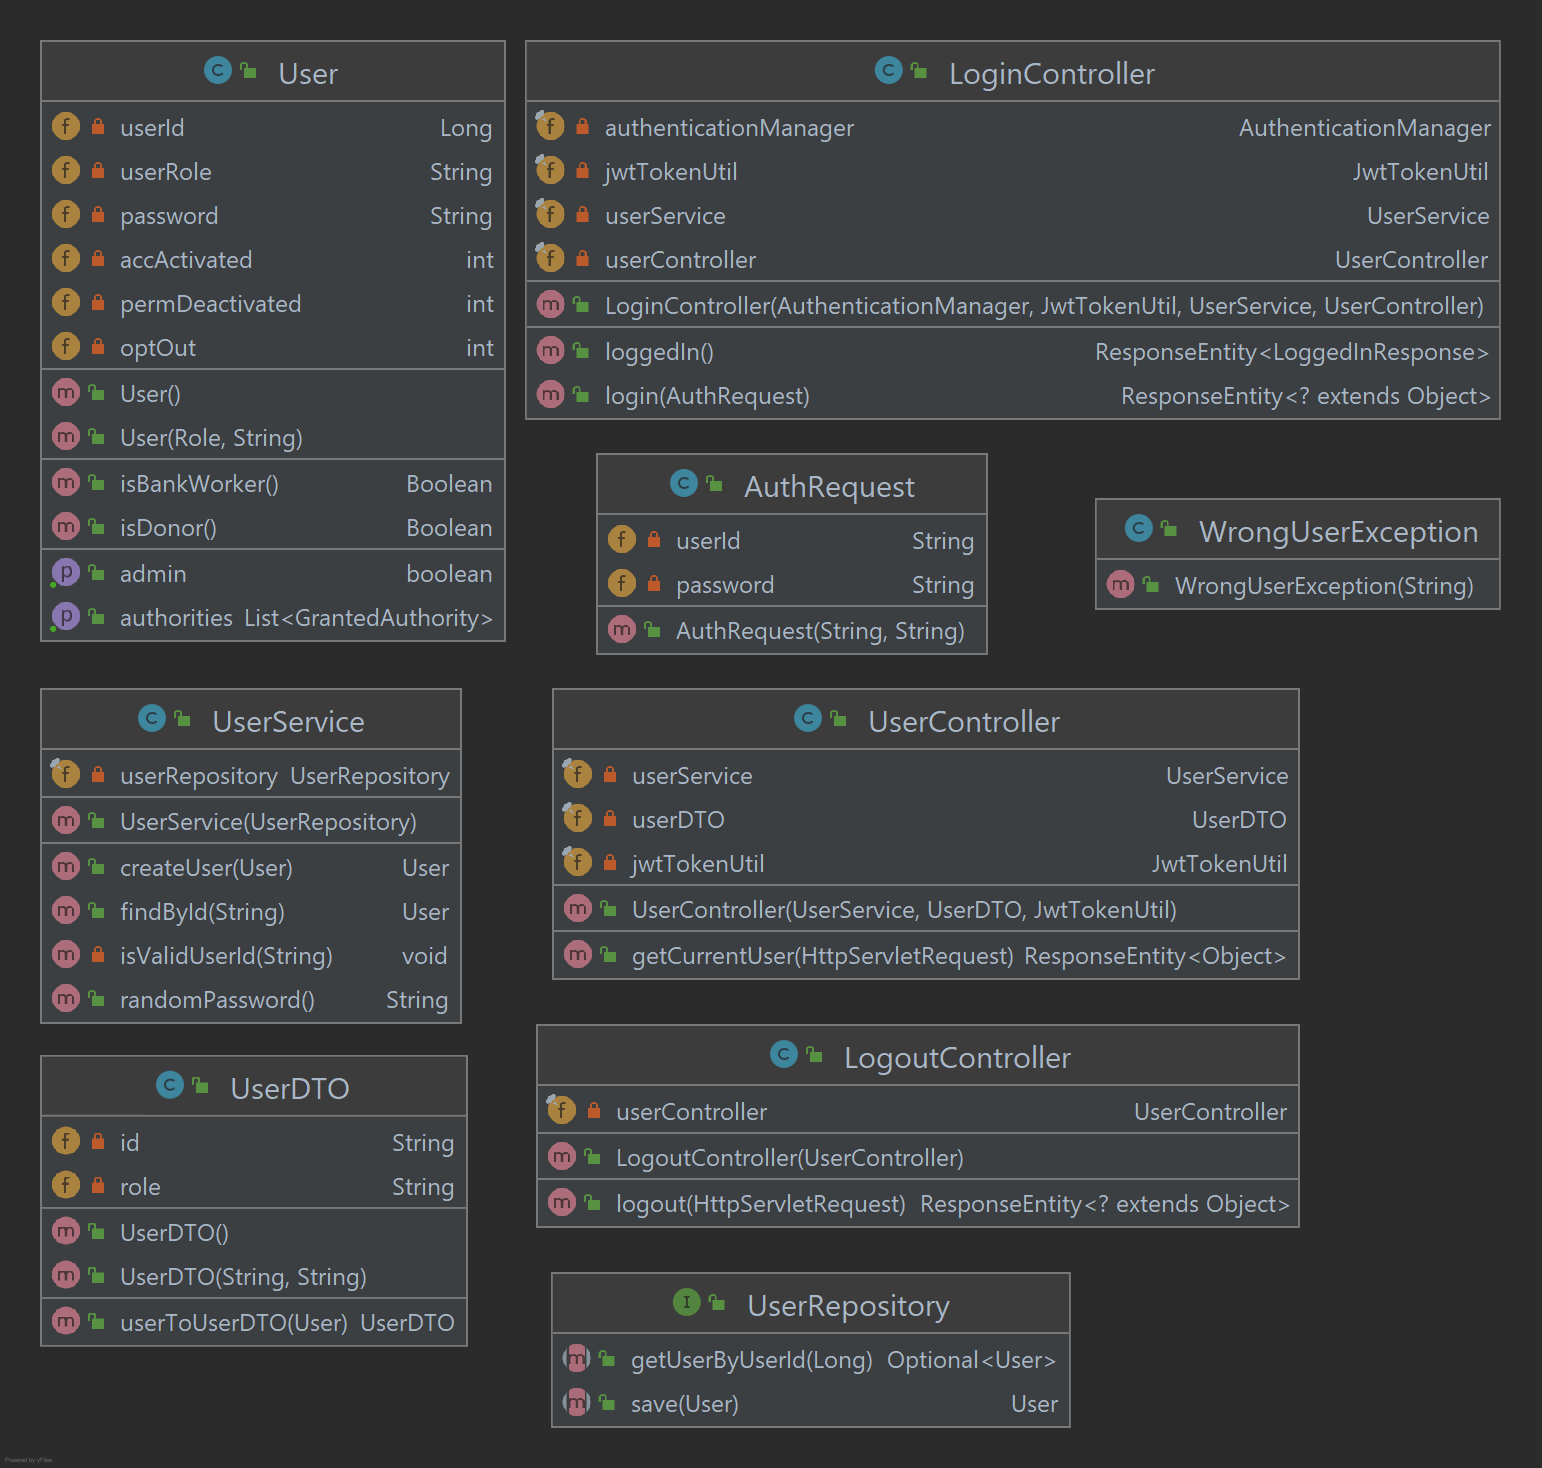 User
userId Long
userRole String
password String
accActivated int
permDeactivated int
optOut int
User()
User(Role, String)
isBankWorker() Boolean
isDonor() Boolean
admin boolean
authorities List<GrantedAuthority>
LoginController
authenticationManager AuthenticationManager
jwtTokenUtil JwtTokenUtil
userService UserService
userController UserController
LoginController(AuthenticationManager, JwtTokenUtil, UserService, UserController)
loggedIn() ResponseEntity<LoggedInResponse>
login(AuthRequest) ResponseEntity<? extends Object>
AuthRequest
userId String
password String
AuthRequest(String, String)
WrongUserException
WrongUserException(String)
UserService
userRepository UserRepository
UserService(UserRepository)
createUser(User) User
findById(String) User
isValidUserId(String) void
randomPassword() String
UserController
userService UserService
userDTO UserDTO
jwtTokenUtil JwtTokenUtil
UserController(UserService, UserDTO, JwtTokenUtil)
getCurrentUser(HttpServletRequest) ResponseEntity<Object>
UserDTO
id String
role String
UserDTO()
UserDTO(String, String)
userToUserDTO(User) UserDTO
LogoutController
userController UserController
LogoutController(UserController)
logout(HttpServletRequest) ResponseEntity<? extends Object>
UserRepository
getUserByUserId(Long) Optional<User>
save(User) User
Powered by yFiles